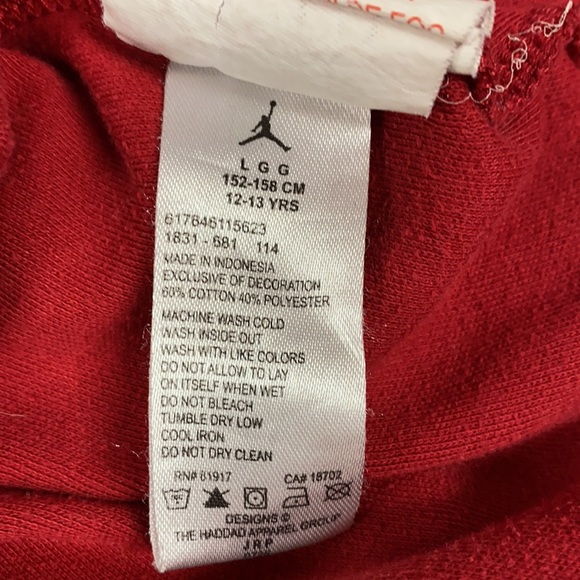 L G G
152-158 CM
12-13 YRS
617846115623
1831 - 681 114
MADE IN INDONESIA
EXCLUSIVE OF DECORATION
60% COTTON 40% POLYESTER
MACHINE WASH COLD
WASH INSIDE OUT
WASH WITH LIKE COLORS
DO NOT ALLOW TO LAY
ON ITSELF WHEN WET
DO NOT BLEACH
TUMBLE DRY LOW
COOL IRON
DO NOT DRY CLEAN
RN# 61917 CA# 18702
DESIGNS ©
THE HADDAD APPAREL GROUP
JRP